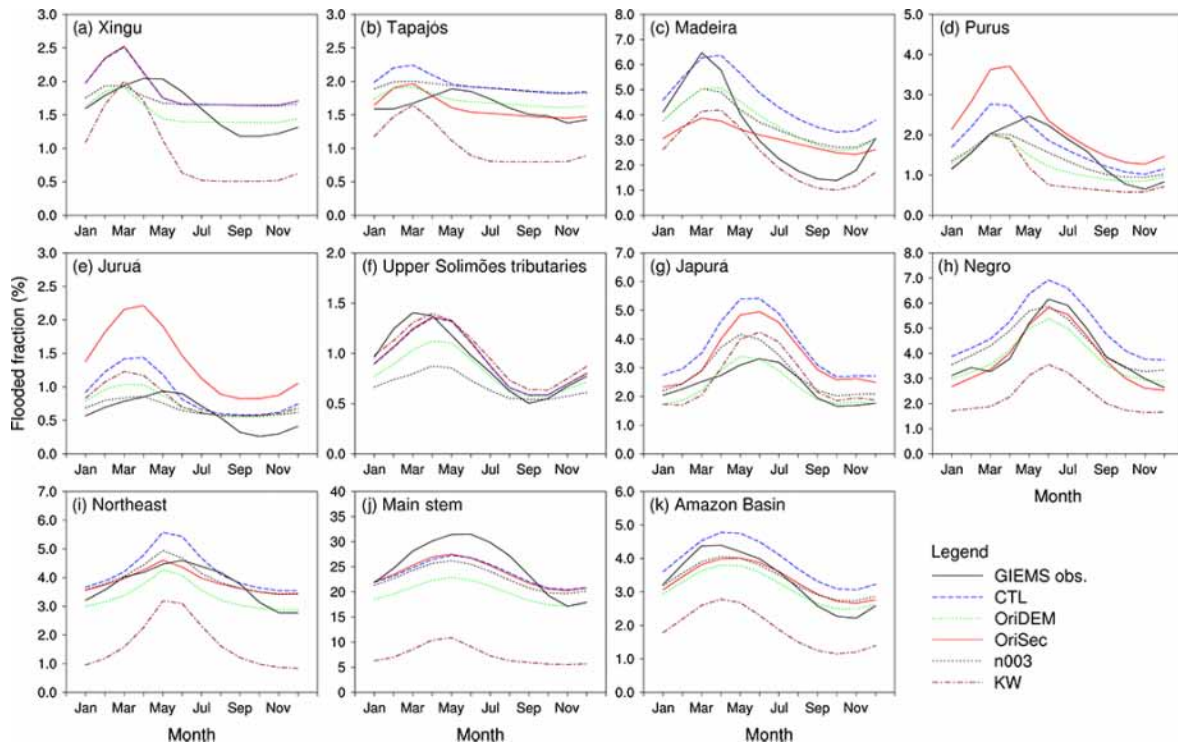 (a) Xingu
(b) Tapajós
(c) Madeira
(d) Purus
3.0
2.5
2.0
1.5
1.0
0.5
0.0
3.0
2.5
2.0
1.5
1.0
0.5
0.0
8.0
7.0
6.0
5.0
4.0
3.0
2.0
1.0
0.0
5.0
4.0
3.0
2.0
1.0
0.0
Jan Mar May Jul Sep Nov
Jan Mar May Jul Sep Nov
Jan Mar May Jul Sep Nov
Jan Mar May Jul Sep Nov
Flooded fraction (%)
(e) Juruá
(f) Upper Solimões tributaries
(g) Japurá
(h) Negro
3.0
2.5
2.0
1.5
1.0
0.5
0.0
2.0
1.5
1.0
0.5
0.0
7.0
6.0
5.0
4.0
3.0
2.0
1.0
0.0
8.0
7.0
6.0
5.0
4.0
3.0
2.0
1.0
0.0
Jan Mar May Jul Sep Nov
Jan Mar May Jul Sep Nov
Jan Mar May Jul Sep Nov
Jan Mar May Jul Sep Nov
Month
(i) Northeast
(j) Main stem
(k) Amazon Basin
7.0
6.0
5.0
4.0
3.0
2.0
1.0
0.0
40
35
30
25
20
15
10
5
0
6.0
5.0
4.0
3.0
2.0
1.0
0.0
Jan Mar May Jul Sep Nov
Jan Mar May Jul Sep Nov
Jan Mar May Jul Sep Nov
Month
Month
Month
Legend
GIEMS obs.
CTL
OriDEM
OriSec
n003
KW